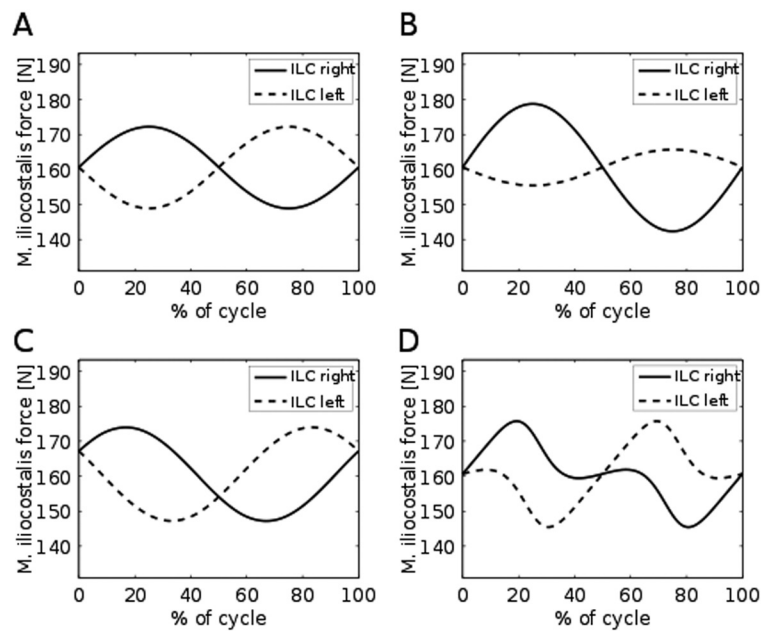 A
M. iliocostalis force [N]
190
180
170
160
150
140
ILC right
ILC left
0 20 40 60 80 100
% of cycle
B
M. iliocostalis force [N]
190
180
170
160
150
140
ILC right
ILC left
0 20 40 60 80 100
% of cycle
C
M. iliocostalis force [N]
190
180
170
160
150
140
ILC right
ILC left
0 20 40 60 80 100
% of cycle
D
M. iliocostalis force [N]
190
180
170
160
150
140
ILC right
ILC left
0 20 40 60 80 100
% of cycle